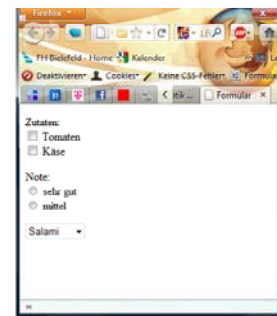 Firefox
FH Bielefeld - Home Kalender
Deaktivieren Cookies Keine CSS-Fehler Formula
Formular
Zutaten:
Tomaten
Käse
Note:
sehr gut
mittel
Salami